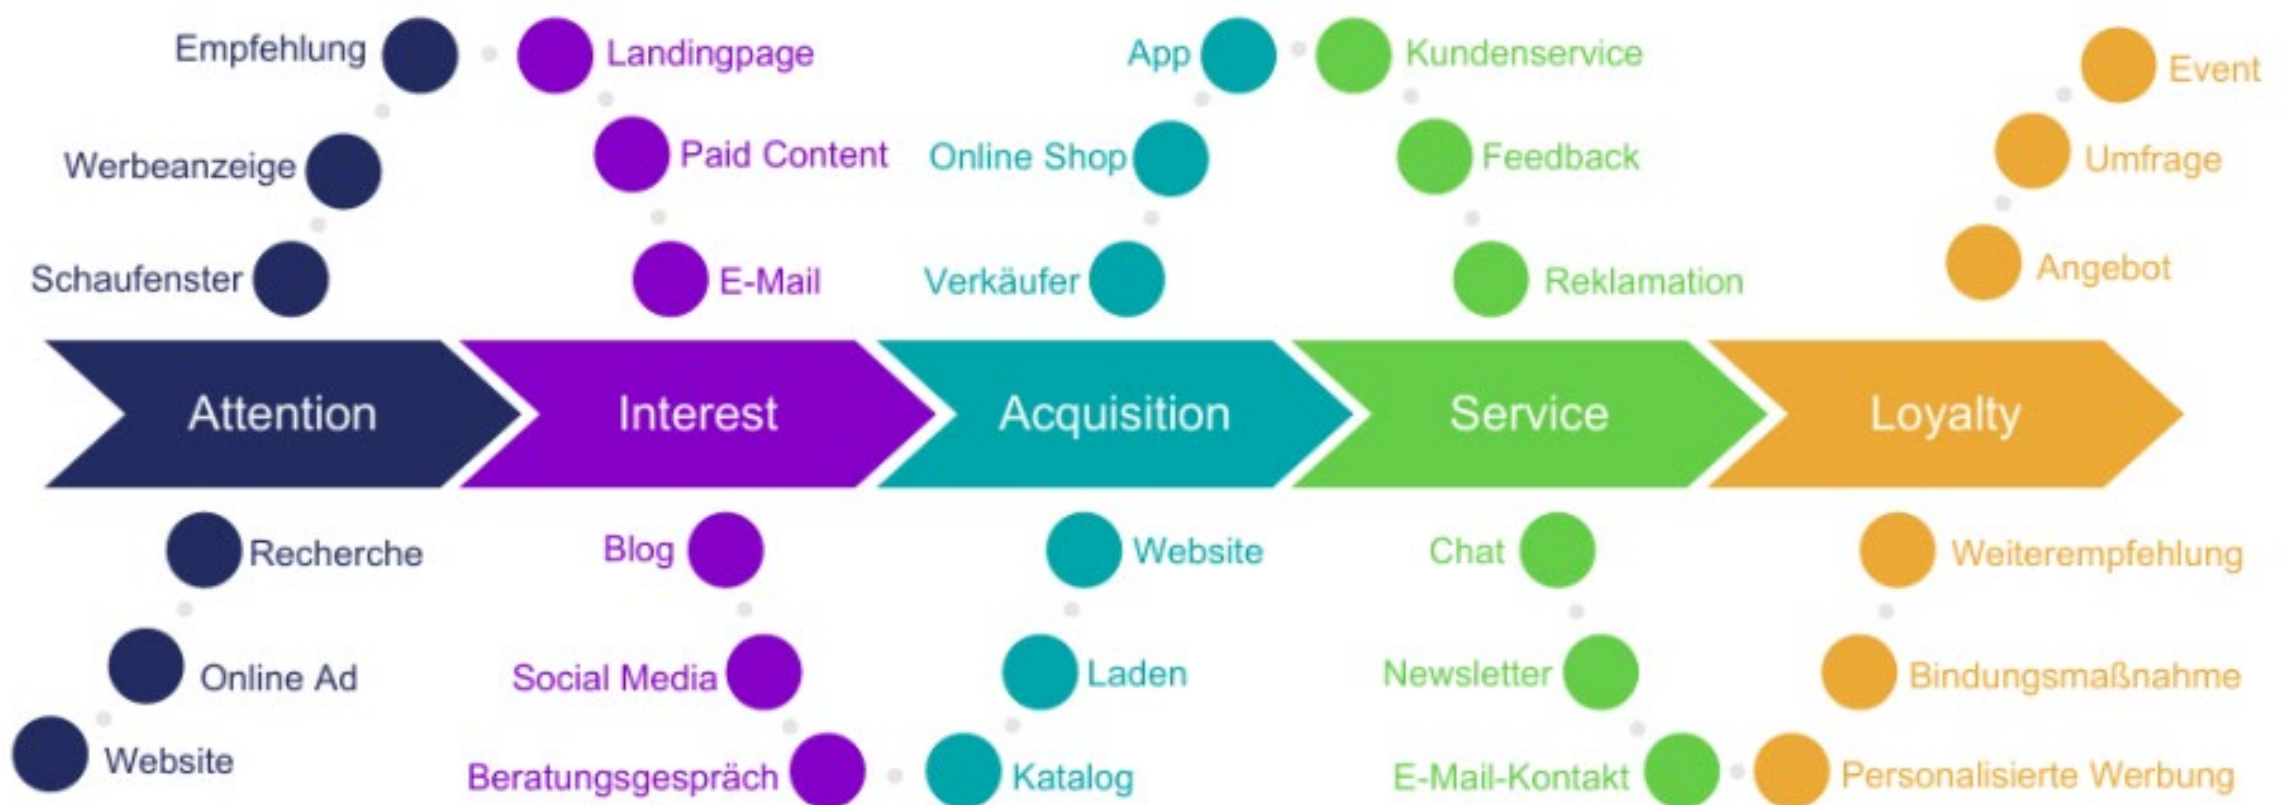 Empfehlung
Landingpage
App
Kundenservice
Event
Werbeanzeige
Paid Content
Online Shop
Feedback
Umfrage
Schaufenster
E-Mail
Verkäufer
Reklamation
Angebot
Attention
Interest
Acquisition
Service
Loyalty
Recherche
Blog
Website
Chat
Weiterempfehlung
Online Ad
Social Media
Laden
Newsletter
Bindungsmaßnahme
Website
Beratungsgespräch
Katalog
E-Mail-Kontakt
Personalisierte Werbung